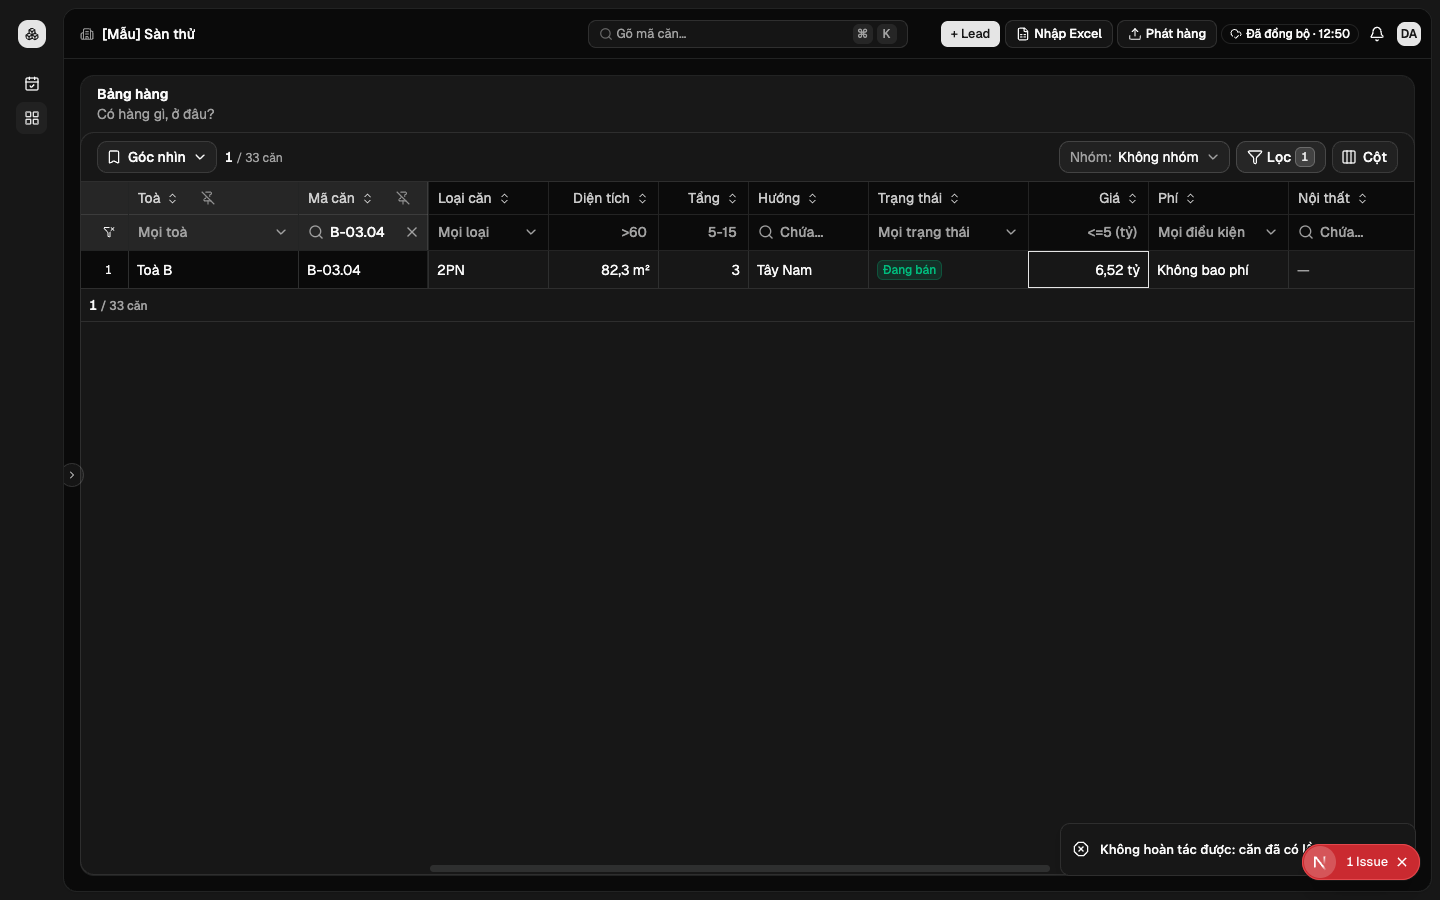 [Mẫu] Sàn thử
Gõ mã căn...
⌘ K
+ Lead
Nhập Excel
Phát hàng
Đã đồng bộ · 12:50
DA
Bảng hàng
Có hàng gì, ở đâu?
Góc nhìn
1 / 33 căn
Nhóm: Không nhóm
Lọc 1
Cột
Toà
Mã căn
Loại căn
Diện tích
Tầng
Hướng
Trạng thái
Giá
Phí
Nội thất
Mọi toà
B-03.04
Mọi loại
>60
5-15
Chứa...
Mọi trạng thái
<=5 (tỷ)
Mọi điều kiện
Chứa...
1
Toà B
B-03.04
2PN
82,3 m²
3
Tây Nam
Đang bán
6,52 tỷ
Không bao phí
—
1 / 33 căn
Không hoàn tác được: căn đã có
N
1 Issue